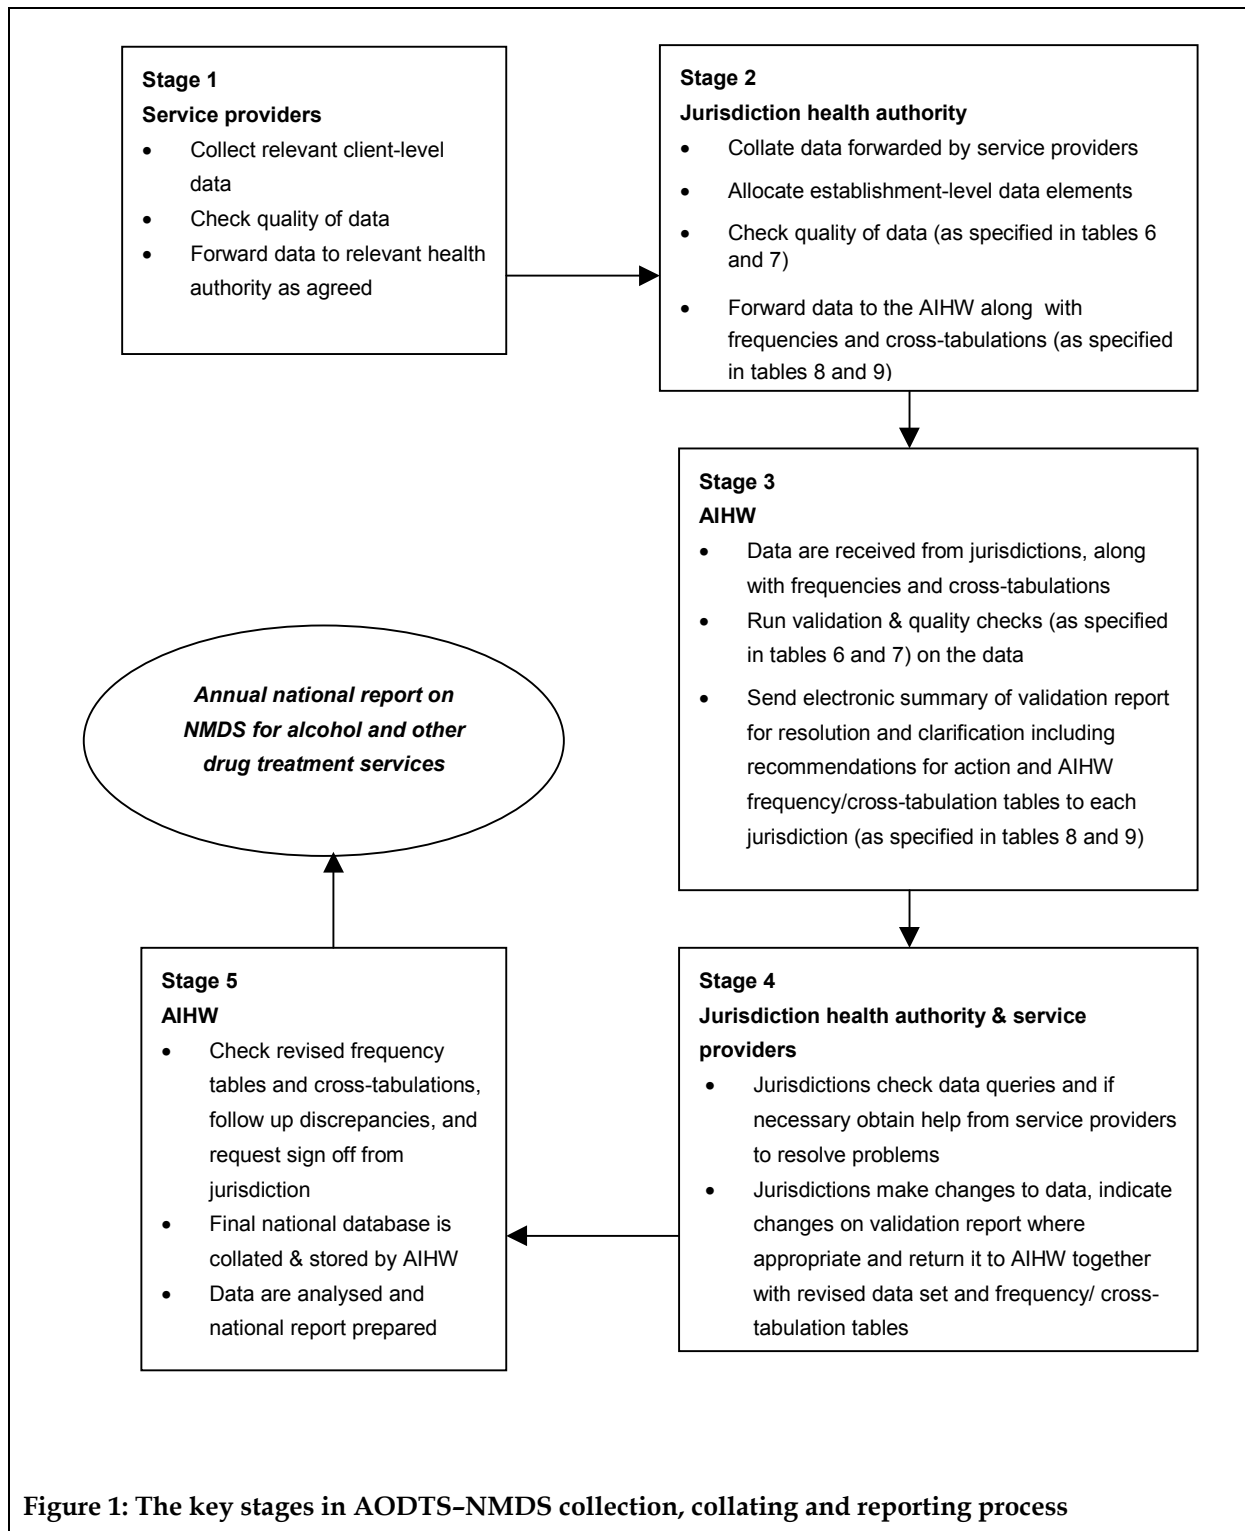 Stage 1
Service providers
• Collect relevant client-level
data
• Check quality of data
• Forward data to relevant health
authority as agreed
Stage 2
Jurisdiction health authority
• Collate data forwarded by service providers
• Allocate establishment-level data elements
• Check quality of data (as specified in tables 6
and 7)
• Forward data to the AIHW along with
frequencies and cross-tabulations (as specified
in tables 8 and 9)
Stage 3
AIHW
• Data are received from jurisdictions, along
with frequencies and cross-tabulations
• Run validation & quality checks (as specified
in tables 6 and 7) on the data
• Send electronic summary of validation report
for resolution and clarification including
recommendations for action and AIHW
frequency/cross-tabulation tables to each
jurisdiction (as specified in tables 8 and 9)
Stage 4
Jurisdiction health authority & service
providers
• Jurisdictions check data queries and if
necessary obtain help from service providers
to resolve problems
• Jurisdictions make changes to data, indicate
changes on validation report where
appropriate and return it to AIHW together
with revised data set and frequency/ cross-
tabulation tables
Stage 5
AIHW
• Check revised frequency
tables and cross-tabulations,
follow up discrepancies, and
request sign off from
jurisdiction
• Final national database is
collated & stored by AIHW
• Data are analysed and
national report prepared
Annual national report on
NMDS for alcohol and other
drug treatment services
Figure 1: The key stages in AODTS–NMDS collection, collating and reporting process